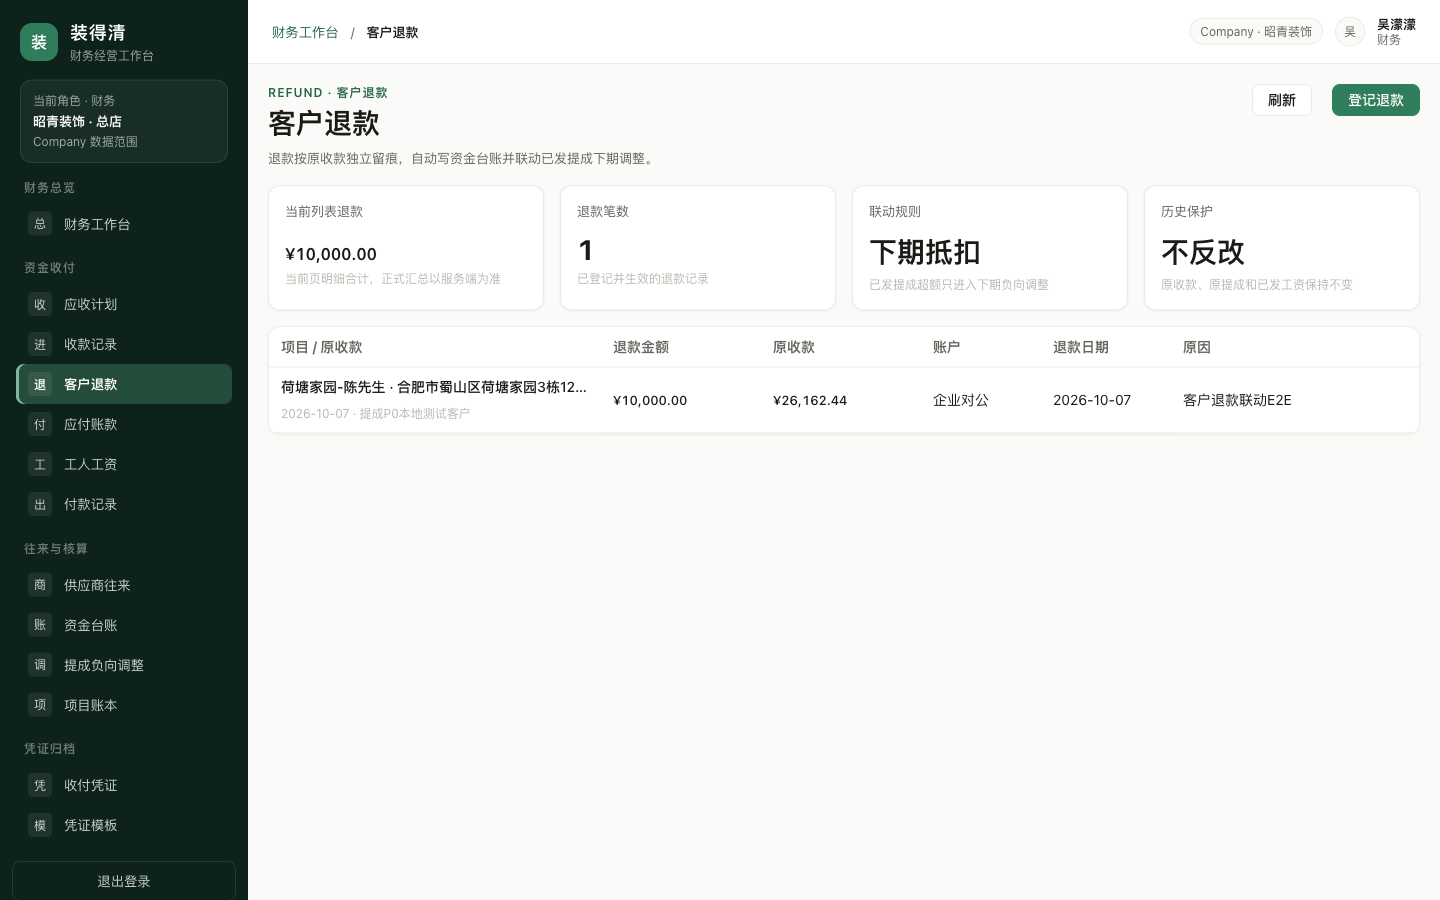 装
装得清
财务经营工作台
当前角色 · 财务
昭青装饰 · 总店
Company 数据范围
财务总览
总 财务工作台
资金收付
收 应收计划
进 收款记录
退 客户退款
付 应付账款
工 工人工资
出 付款记录
往来与核算
商 供应商往来
账 资金台账
调 提成负向调整
项 项目账本
凭证归档
凭 收付凭证
模 凭证模板
退出登录
财务工作台 / 客户退款
Company · 昭青装饰
吴
吴濛濛
财务
REFUND · 客户退款
客户退款
退款按原收款独立留痕，自动写资金台账并联动已发提成下期调整。
刷新
登记退款
当前列表退款
¥10,000.00
当前页明细合计，正式汇总以服务端为准
退款笔数
1
已登记并生效的退款记录
联动规则
下期抵扣
已发提成超额只进入下期负向调整
历史保护
不反改
原收款、原提成和已发工资保持不变
项目 / 原收款 退款金额 原收款 账户 退款日期 原因
荷塘家园-陈先生 · 合肥市蜀山区荷塘家园3栋12... ¥10,000.00 ¥26,162.44 企业对公 2026-10-07 客户退款联动E2E
2026-10-07 · 提成P0本地测试客户